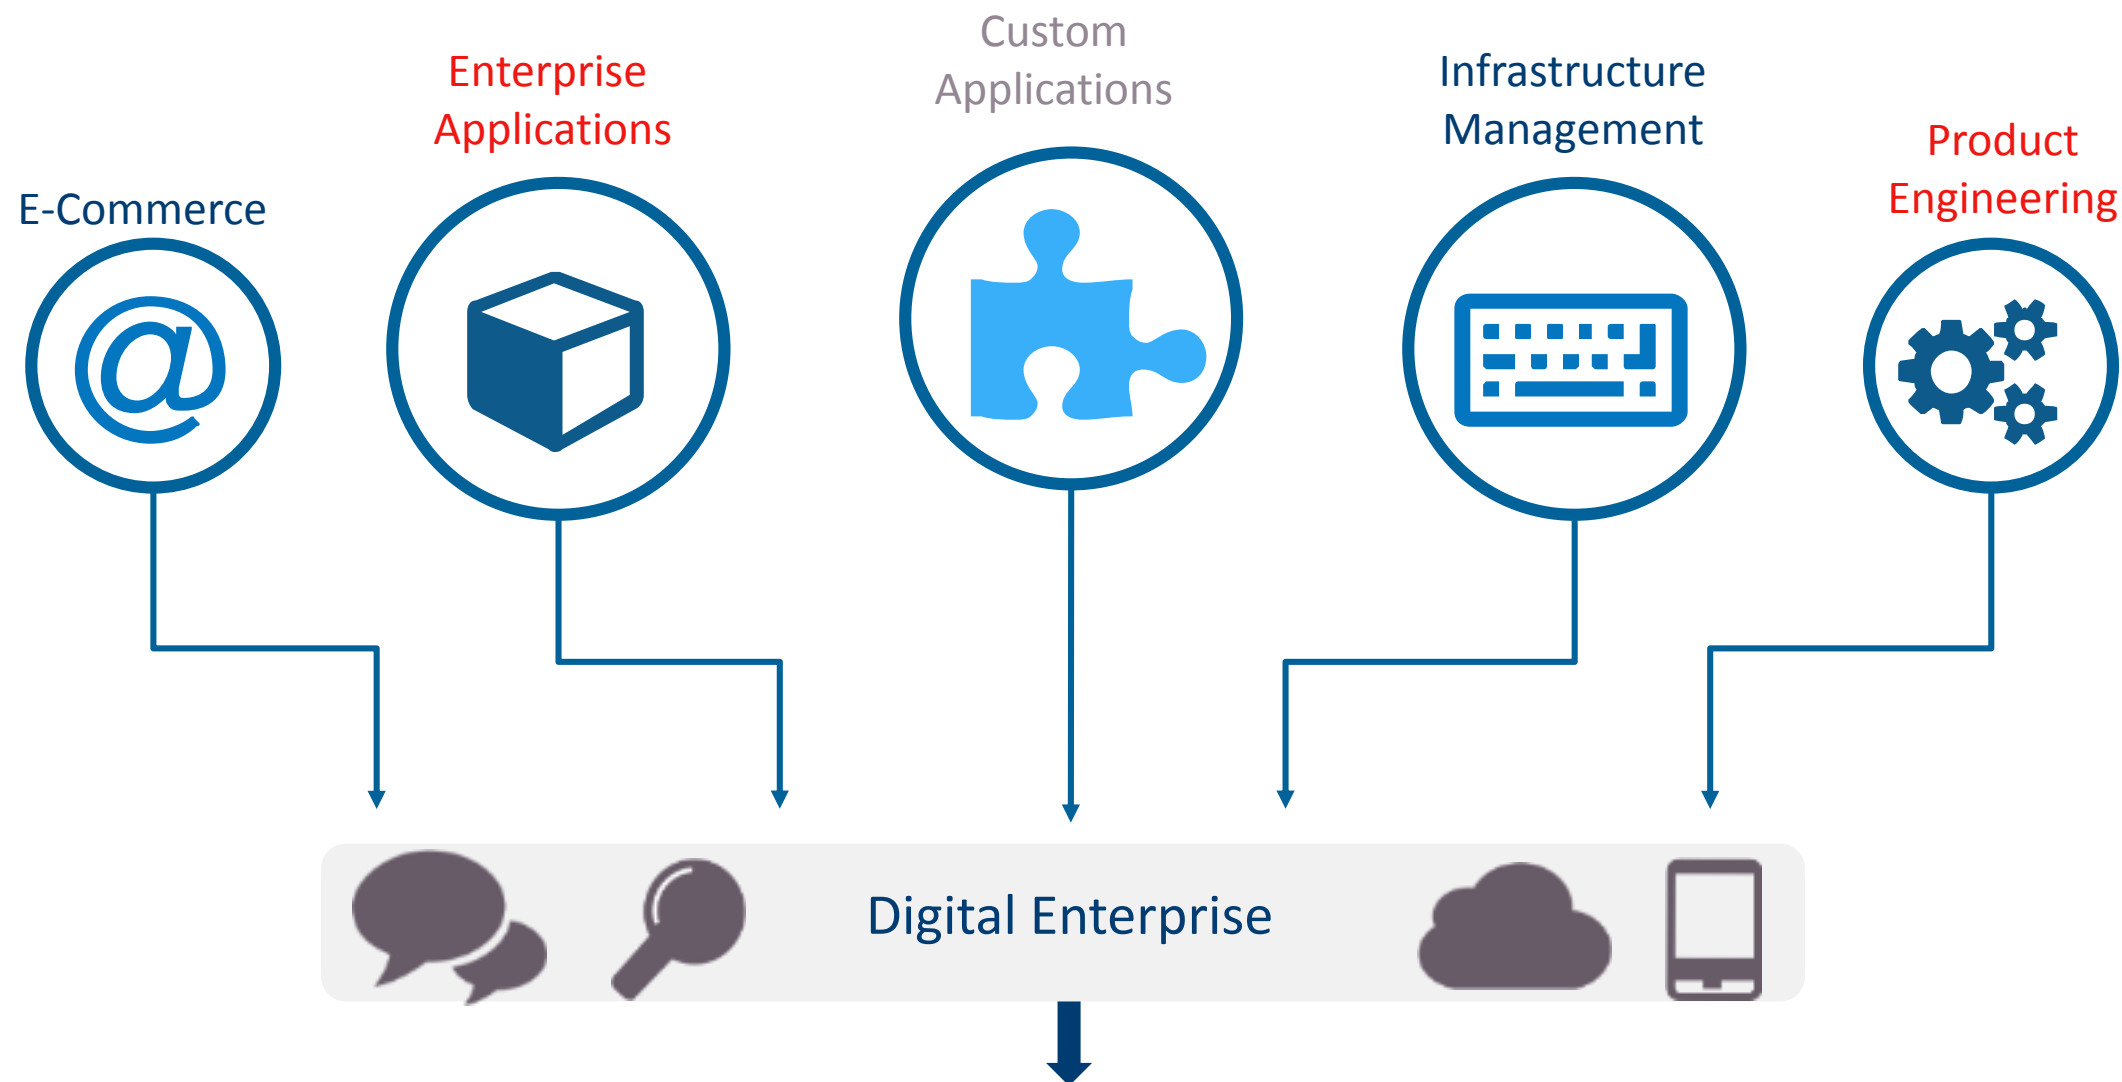 E-Commerce
Enterprise
Applications
Custom
Applications
Infrastructure
Management
Product
Engineering
Digital Enterprise